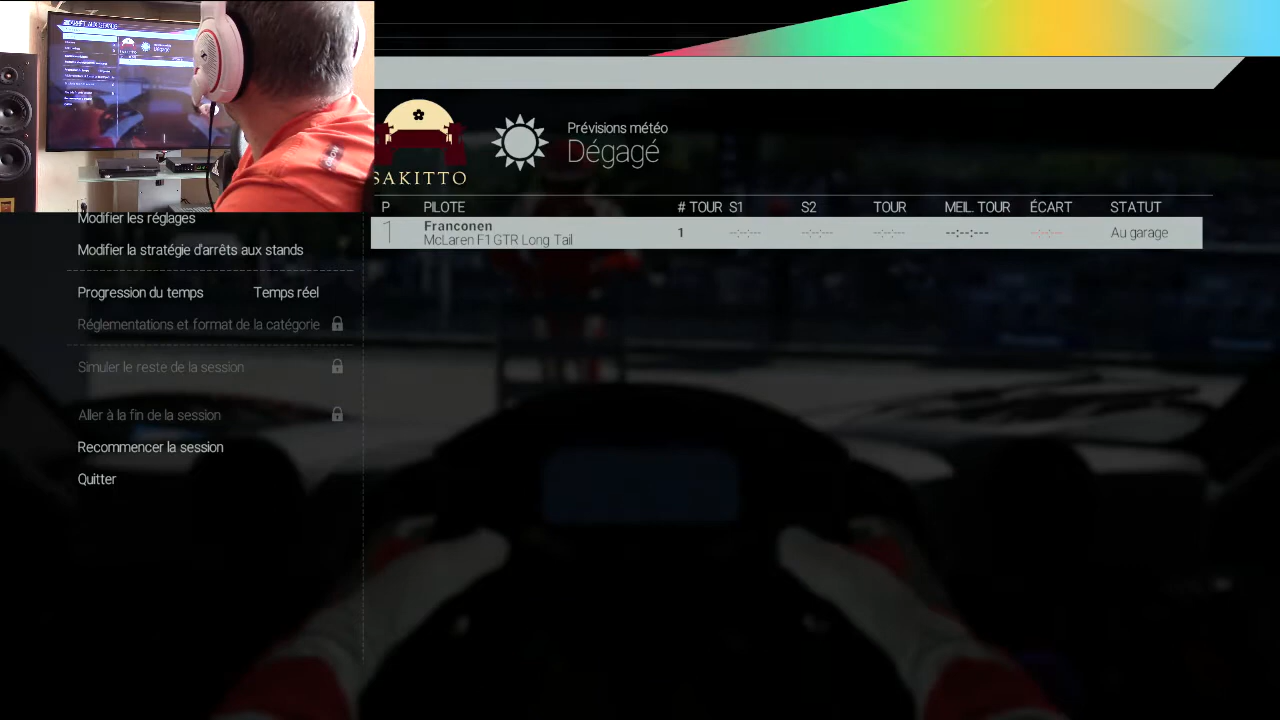 ARRÊT AUX STANDS
Prévisions météo
Dégagé
SAKITTO
P PILOTE # TOUR S1 S2 TOUR MEIL. TOUR ÉCART STATUT
1 Franconen 1 --:--:--- --:--:--- --:--:--- --:--:--- --:--:--- Au garage
McLaren F1 GTR Long Tail
Modifier les réglages
Modifier la stratégie d'arrêts aux stands
Progression du temps Temps réel
Réglementations et format de la catégorie
Simuler le reste de la session
Aller à la fin de la session
Recommencer la session
Quitter